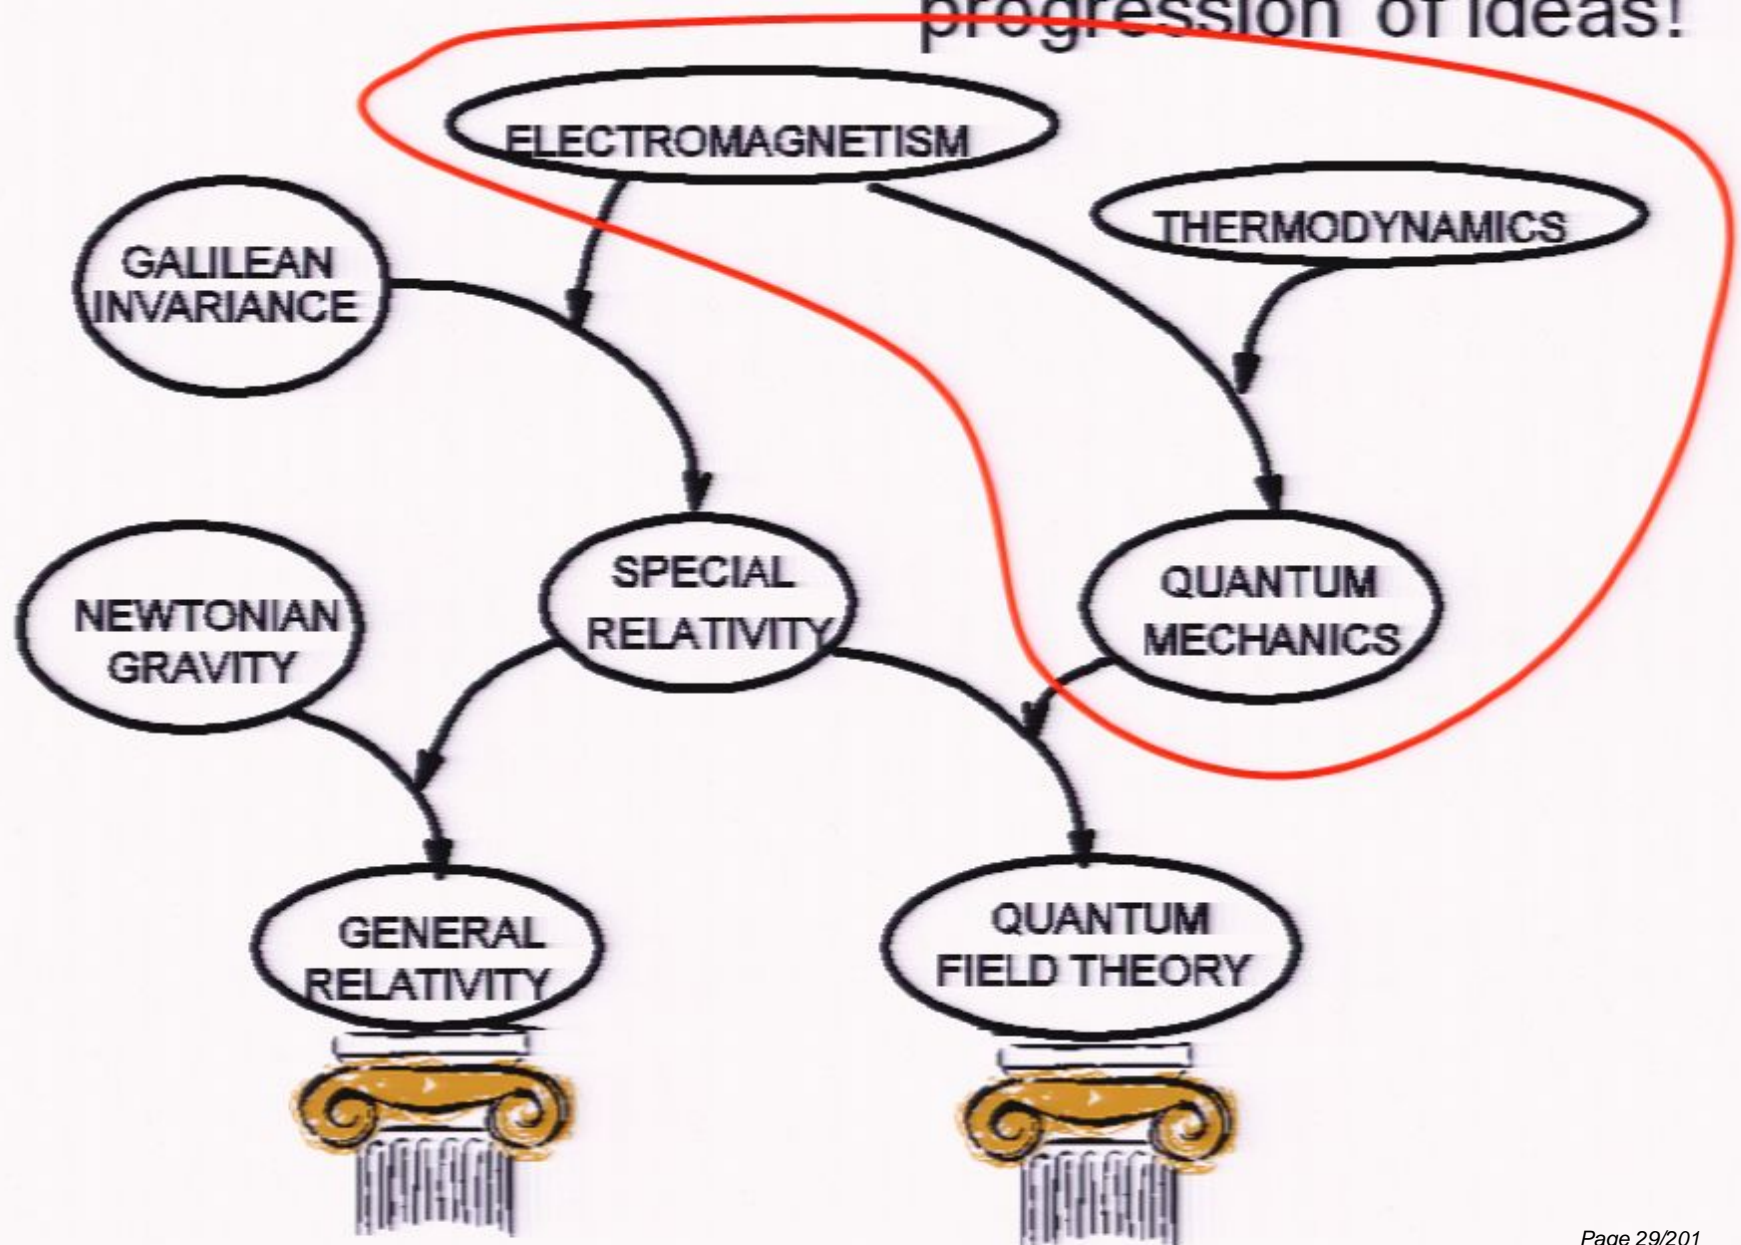 progression of ideas!
ELECTROMAGNETISM
THERMODYNAMICS
GALILEAN
INVARIANCE
SPECIAL
RELATIVITY
QUANTUM
MECHANICS
NEWTONIAN
GRAVITY
GENERAL
RELATIVITY
QUANTUM
FIELD THEORY
Page 29/201